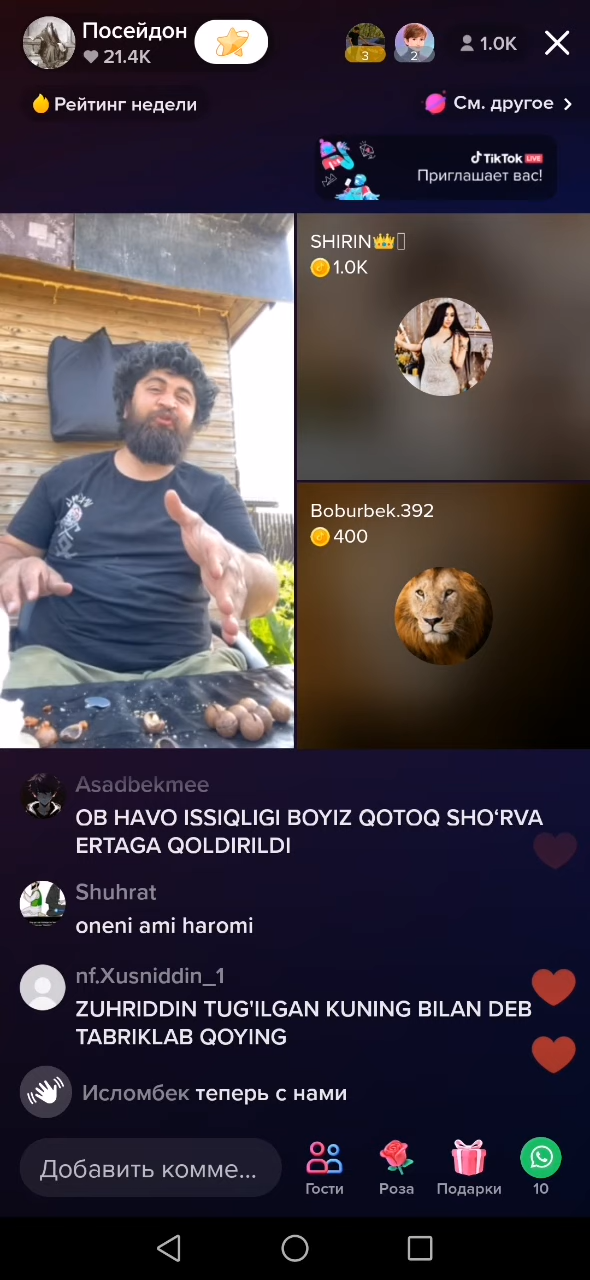 Посейдон
21.4K
3
2
1.0K
Рейтинг недели
См. другое
TikTok LIVE
Приглашает вас!
SHIRIN👑
1.0K
Boburbek.392
400
Asadbekmee
OB HAVO ISSIQLIGI BOYIZ QOTOQ SHO‘RVA
ERTAGA QOLDIRILDI
Shuhrat
oneni ami haromi
nf.Xusniddin_1
ZUHRIDDIN TUG'ILGAN KUNING BILAN DEB
TABRIKLAB QOYING
Исломбек теперь с нами
Добавить комме...
Гости
Роза
Подарки
10